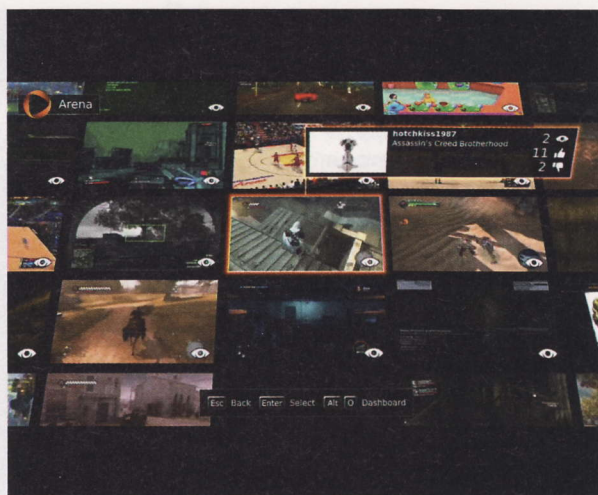 Arena
hotchkiss1987
Assassin's Creed Brotherhood
2
11
2
Esc Back Enter Select Alt O Dashboard